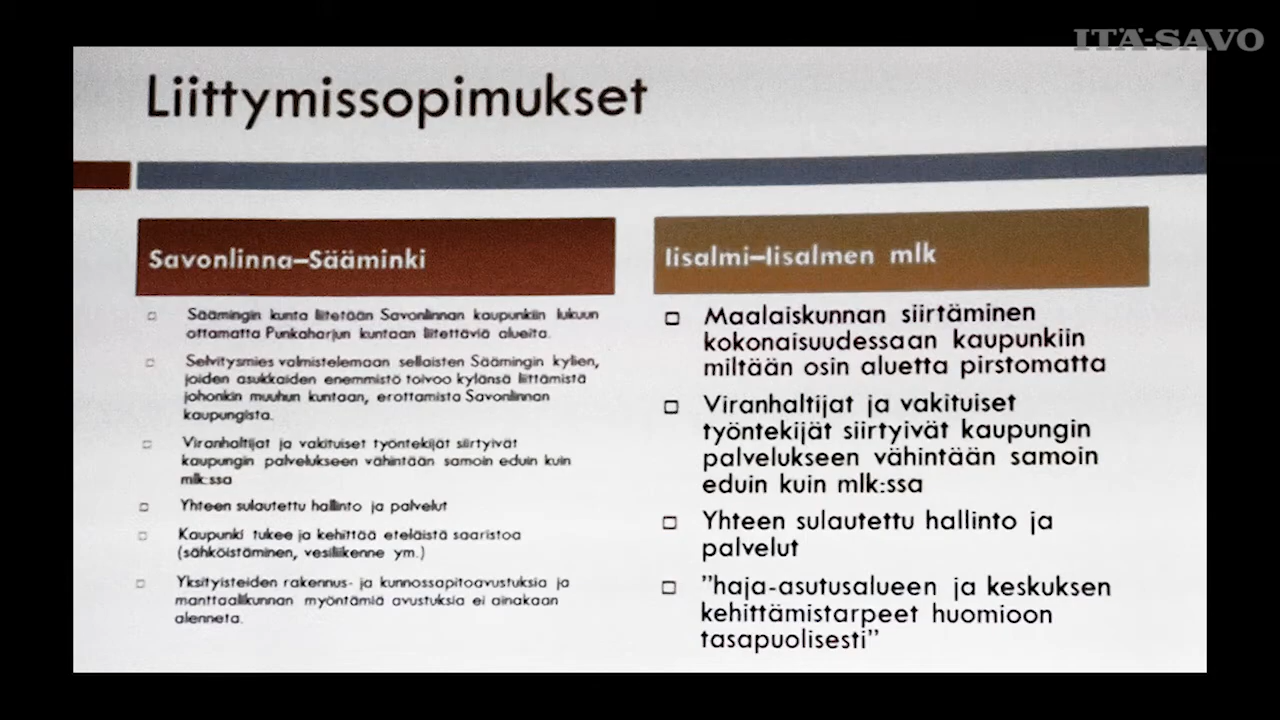 ITÄ-SAVO
Liittymissopimukset
Savonlinna–Sääminki
Säämingin kunta liitetään Savonlinnan kaupunkiin lukuun
ottamatta Punkaharjun kuntaan liitettäviä alueita.
Selvitysmies valmistelemaan sellaisten Säämingin kylien,
joiden asukkaiden enemmistö toivoo kylänsä liittämistä
johonkin muuhun kuntaan, erottamista Savonlinnan
kaupungista.
Viranhaltijat ja vakituiset työntekijät siirtyivät
kaupungin palvelukseen vähintään samoin eduin kuin
mlk:ssa
Yhteen sulautettu hallinto ja palvelut
Kaupunki tukee ja kehittää eteläistä saaristoa
(sähköistäminen, vesiliikenne ym.)
Yksityisteiden rakennus- ja kunnossapitoavustuksia ja
manttaalikunnan myöntämiä avustuksia ei ainakaan
alenneta.
Iisalmi–Iisalmen mlk
Maalaiskunnan siirtäminen
kokonaisuudessaan kaupunkiin
miltään osin aluetta pirstomatta
Viranhaltijat ja vakituiset
työntekijät siirtyivät kaupungin
palvelukseen vähintään samoin
eduin kuin mlk:ssa
Yhteen sulautettu hallinto ja
palvelut
”haja-asutusalueen ja keskuksen
kehittämistarpeet huomioon
tasapuolisesti”